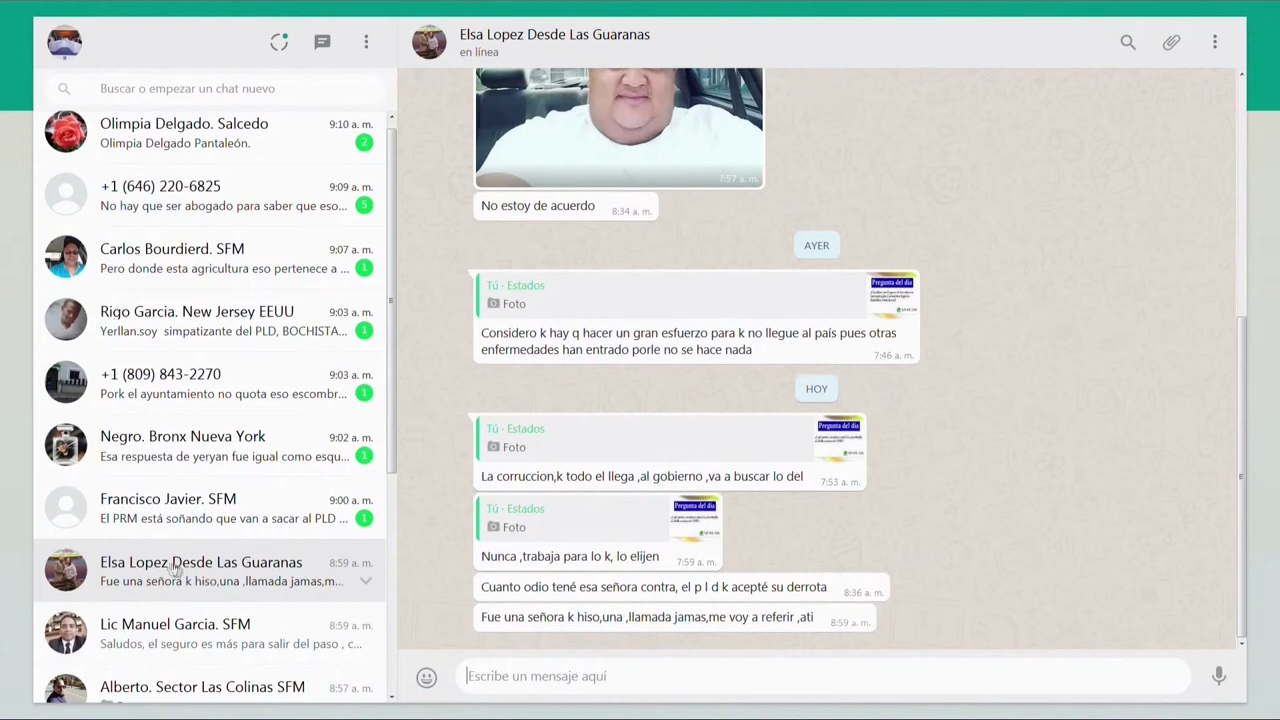 Buscar o empezar un chat nuevo
Olimpia Delgado. Salcedo 9:10 a. m.
Olimpia Delgado Pantaleón. 2
+1 (646) 220-6825 9:09 a. m.
No hay que ser abogado para saber que eso... 5
Carlos Bourdierd. SFM 9:07 a. m.
Pero donde esta agricultura eso pertenece a ... 1
Yerllan.soy simpatisante del PLD, BOCHISTA... 1
+1 (809) 843-2270 9:03 a. m.
Pork el ayuntamiento no quota eso escombr... 1
9:02 a. m.
Esa respuesta de yeryan fue igual como esqu... 1
Francisco Javier. SFM 9:00 a. m.
El PRM está soñando que van a sacar al PLD ... 1
Elsa Lopez Desde Las Guaranas 8:59 a. m.
Fue una señora k hiso,una ,llamada jamas,m...
Lic Manuel Garcia. SFM 8:59 a. m.
Saludos, el seguro es más para salir del paso , c...
Alberto. Sector Las Colinas SFM 8:57 a. m.
Elsa Lopez Desde Las Guaranas
en línea
7:57 a. m.
No estoy de acuerdo 8:34 a. m.
AYER
Tú · Estados
Foto
Pregunta del día
Considero k hay q hacer un gran esfuerzo para k no llegue al país pues otras
enfermedades han entrado porle no se hace nada 7:46 a. m.
HOY
Tú · Estados
Foto
Pregunta del día
La corruccion,k todo el llega ,al gobierno ,va a buscar lo del 7:53 a. m.
Tú · Estados
Foto
Pregunta del día
Nunca ,trabaja para lo k, lo elijen 7:59 a. m.
Cuanto odio tené esa señora contra, el p l d k acepté su derrota 8:36 a. m.
Fue una señora k hiso,una ,llamada jamas,me voy a referir ,ati 8:59 a. m.
Escribe un mensaje aquí